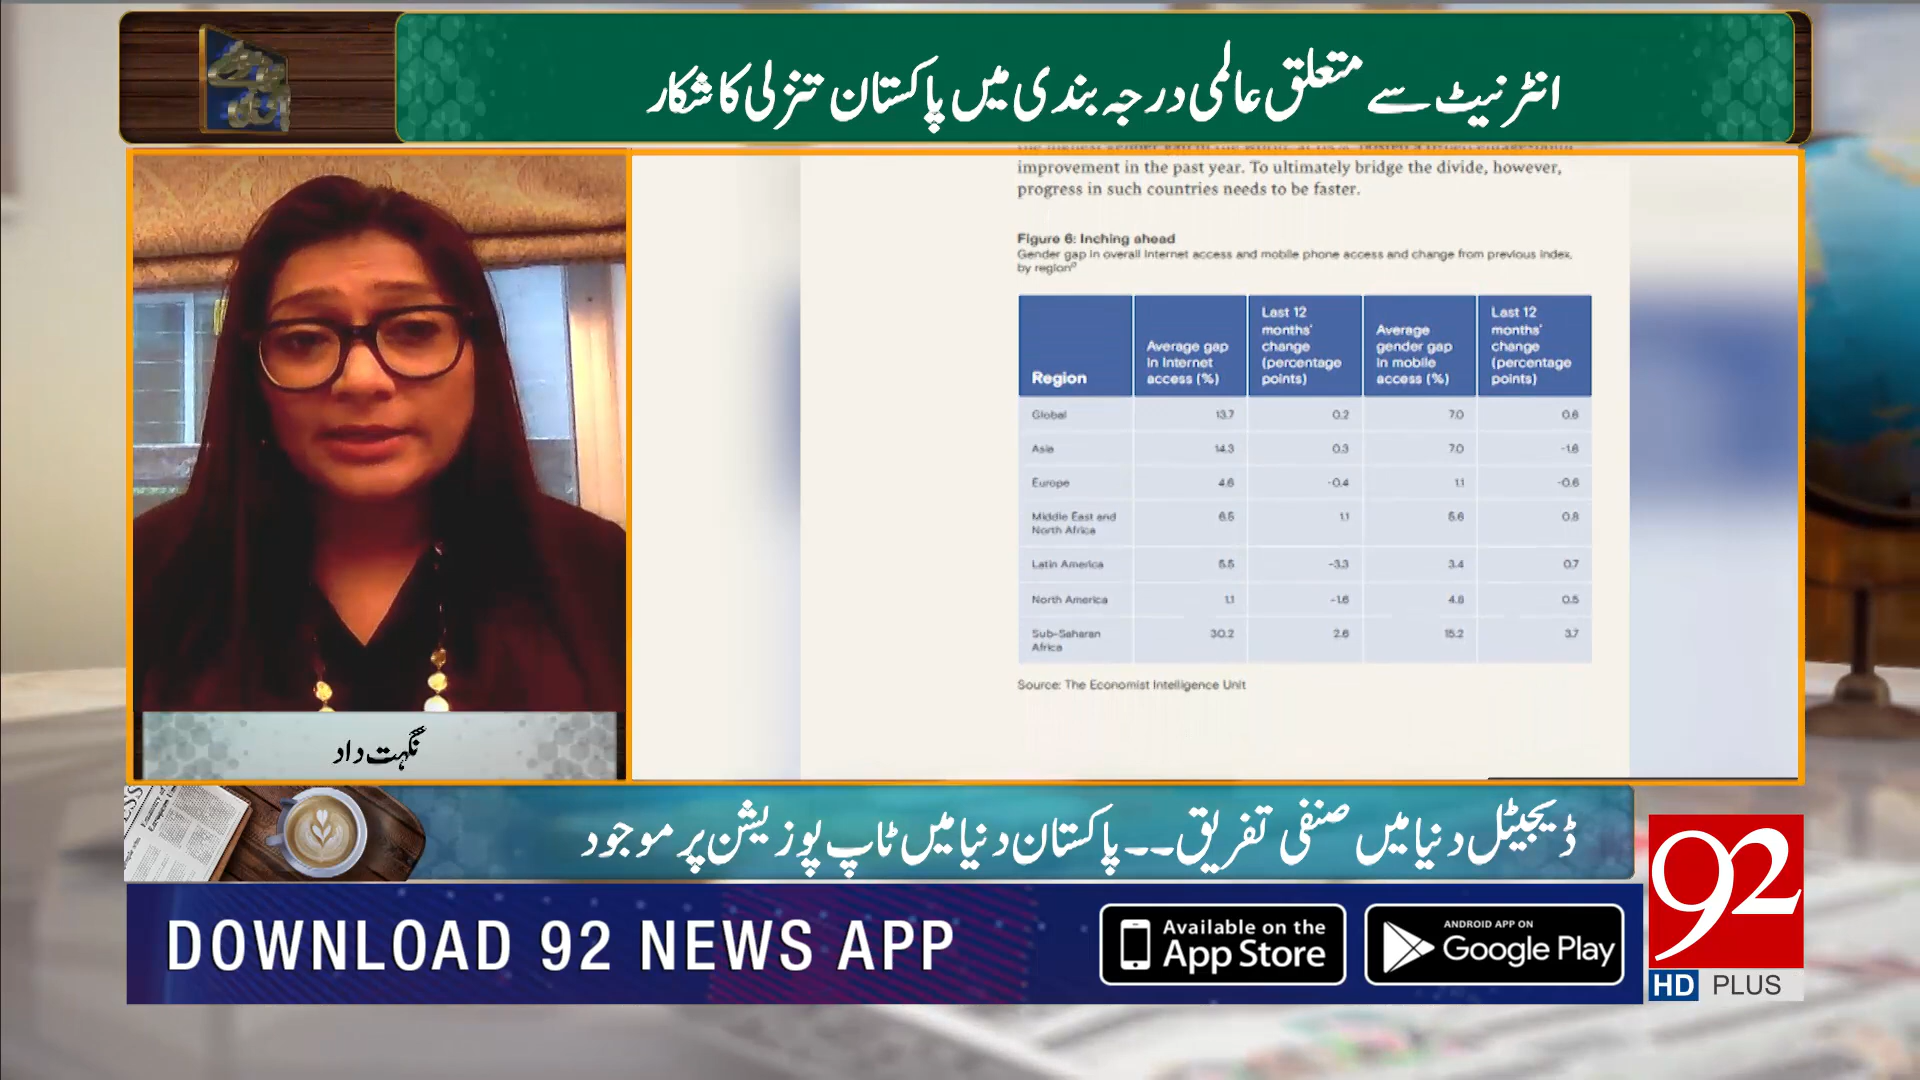 انٹرنیٹ سے متعلق عالمی درجہ بندی میں پاکستان تنزلی کا شکار
improvement in the past year. To ultimately bridge the divide, however,
progress in such countries needs to be faster.
Figure 6: Inching ahead
Gender gap in overall Internet access and mobile phone access and change from previous index,
by region
Region | Average gap in Internet access (%) | Last 12 months' change (percentage points) | Average gender gap in mobile access (%) | Last 12 months' change (percentage points)
Global 13.7 0.2 7.0 0.6
Asia 14.3 0.3 7.0 -1.6
Europe 4.6 -0.4 1.1 -0.6
Middle East and North Africa 6.5 1.1 5.6 0.8
Latin America 5.5 -3.3 3.4 0.7
North America 1.1 -1.6 4.8 0.5
Sub-Saharan Africa 30.2 2.6 15.2 3.7
Source: The Economist Intelligence Unit
نگہت داد
ڈیجیٹل دنیا میں صنفی تفریق۔۔پاکستان دنیا میں ٹاپ پوزیشن پر موجود
DOWNLOAD 92 NEWS APP
Available on the
App Store
ANDROID APP ON
Google Play
92
HD PLUS